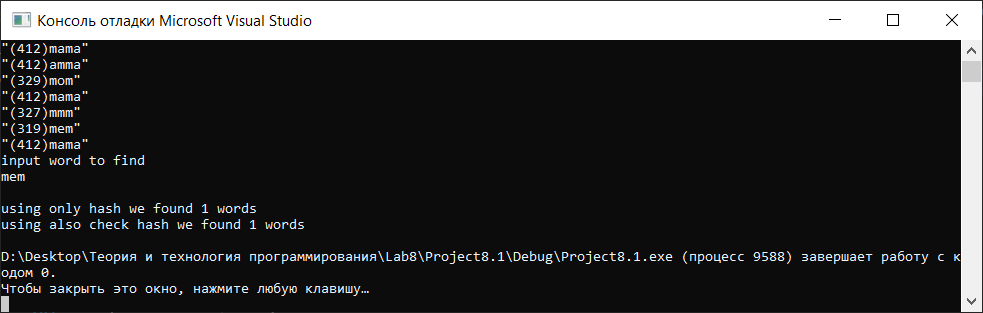 Консоль отладки Microsoft Visual Studio
"(412)mama"
"(412)amma"
"(329)mom"
"(412)mama"
"(327)mmm"
"(319)mem"
"(412)mama"
input word to find
mem
using only hash we found 1 words
using also check hash we found 1 words
D:\Desktop\Теория и технология программирования\Lab8\Project8.1\Debug\Project8.1.exe (процесс 9588) завершает работу с к
одом 0.
Чтобы закрыть это окно, нажмите любую клавишу…